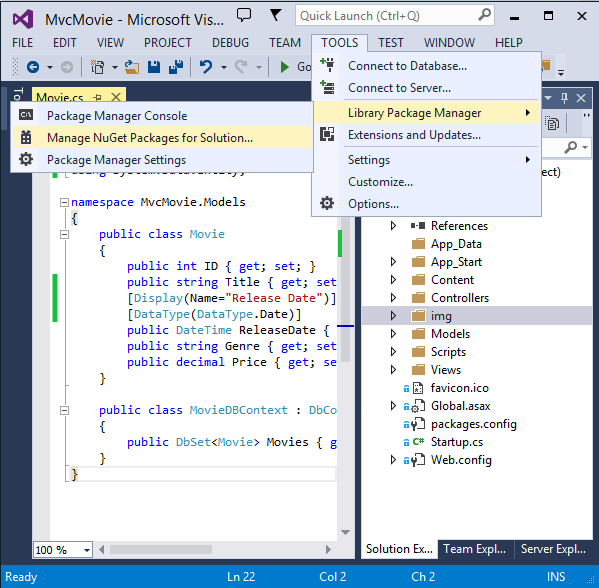 MvcMovie - Microsoft Vis...
Quick Launch (Ctrl+Q)
FILE EDIT VIEW PROJECT DEBUG TEAM TOOLS TEST WINDOW HELP
Go
Connect to Database...
Connect to Server...
Library Package Manager
Extensions and Updates...
Settings
Customize...
Options...
To
Movie.cs
Package Manager Console
Manage NuGet Packages for Solution...
Package Manager Settings
namespace MvcMovie.Models
{
public class Movie
{
public int ID { get; set; }
public string Title { get; set
[Display(Name="Release Date")]
[DataType(DataType.Date)]
public DateTime ReleaseDate {
public string Genre { get; set
public decimal Price { get; se
}
public class MovieDBContext : DbCo
{
public DbSet<Movie> Movies { g
}
}
100 %
ect)
References
App_Data
App_Start
Content
Controllers
img
Models
Scripts
Views
favicon.ico
Global.asax
packages.config
C# Startup.cs
Web.config
Solution Ex... Team Expl... Server Expl...
Ready Ln 22 Col 2 Ch 2 INS